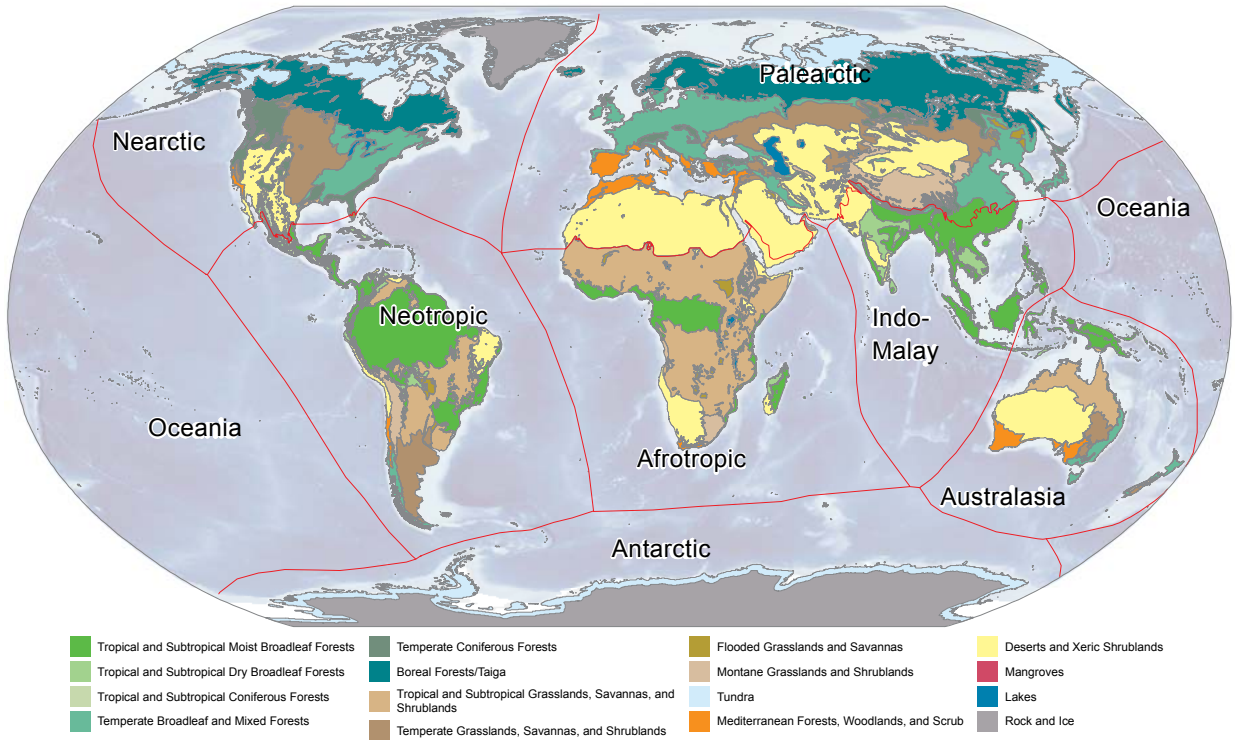 Palearctic
Nearctic
Oceania
Neotropic
Indo-
Malay
Oceania
Afrotropic
Australasia
Antarctic
Tropical and Subtropical Moist Broadleaf Forests
Tropical and Subtropical Dry Broadleaf Forests
Tropical and Subtropical Coniferous Forests
Temperate Broadleaf and Mixed Forests
Temperate Coniferous Forests
Boreal Forests/Taiga
Tropical and Subtropical Grasslands, Savannas, and
Shrublands
Temperate Grasslands, Savannas, and Shrublands
Flooded Grasslands and Savannas
Montane Grasslands and Shrublands
Tundra
Mediterranean Forests, Woodlands, and Scrub
Deserts and Xeric Shrublands
Mangroves
Lakes
Rock and Ice